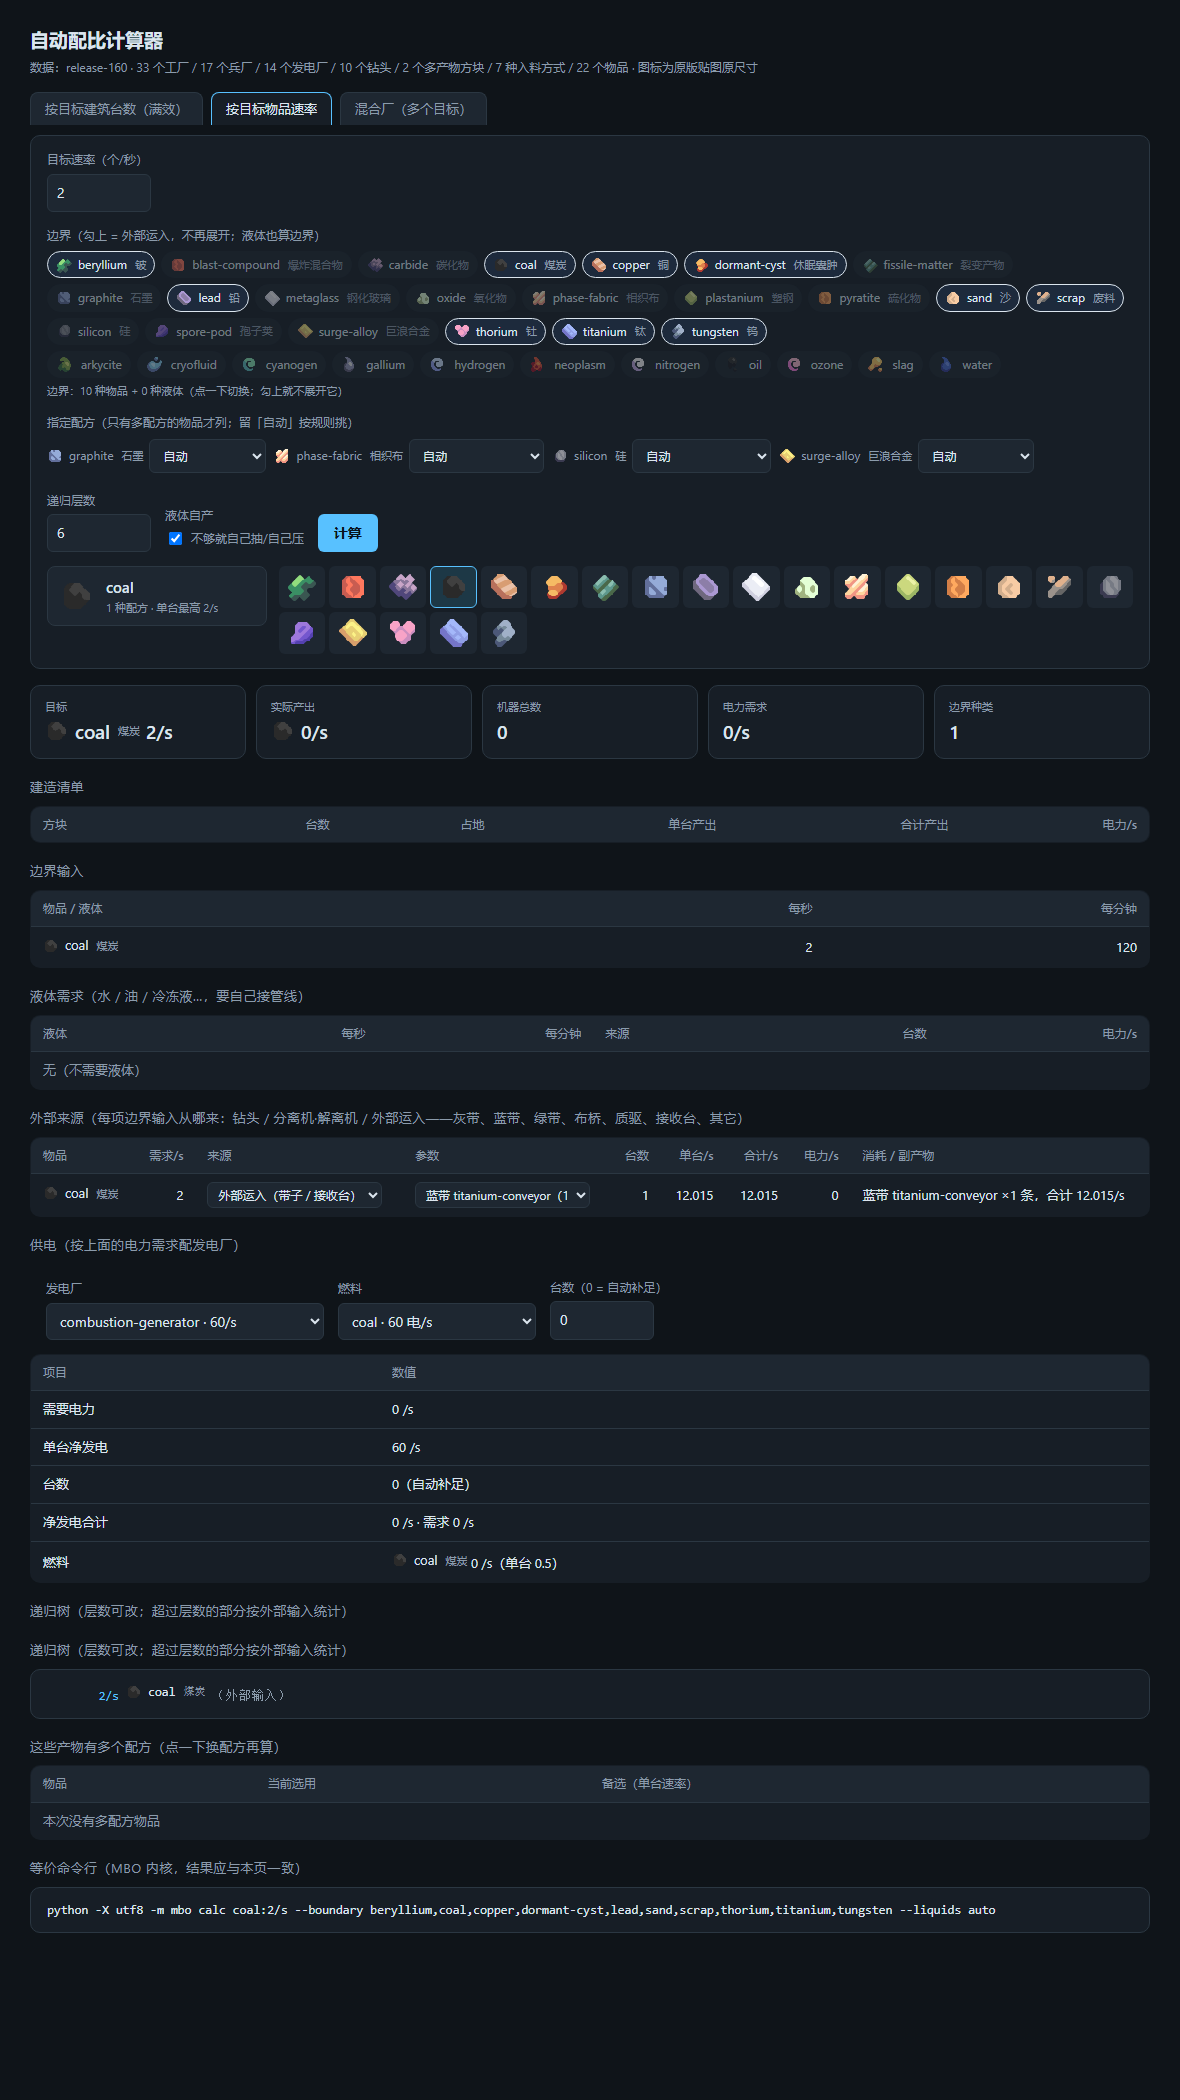 自动配比计算器
数据：release-160 · 33 个工厂 / 17 个兵厂 / 14 个发电厂 / 10 个钻头 / 2 个多产物方块 / 7 种入料方式 / 22 个物品 · 图标为原版贴图原尺寸
按目标建筑台数（满效） 按目标物品速率 混合厂（多个目标）
目标速率（个/秒）
2
边界（勾上 = 外部运入，不再展开；液体也算边界）
beryllium 铍 blast-compound 爆炸混合物 carbide 碳化物 coal 煤炭 copper 铜 dormant-cyst 休眠囊肿 fissile-matter 裂变产物
graphite 石墨 lead 铅 metaglass 钢化玻璃 oxide 氧化物 phase-fabric 相织布 plastanium 塑钢 pyratite 硫化物 sand 沙 scrap 废料
silicon 硅 spore-pod 孢子荚 surge-alloy 巨浪合金 thorium 钍 titanium 钛 tungsten 钨
arkycite cryofluid cyanogen gallium hydrogen neoplasm nitrogen oil ozone slag water
边界：10 种物品 + 0 种液体（点一下切换；勾上就不展开它）
指定配方（只有多配方的物品才列；留「自动」按规则挑）
graphite 石墨 自动 phase-fabric 相织布 自动 silicon 硅 自动 surge-alloy 巨浪合金 自动
递归层数
液体自产
6 不够就自己抽/自己压 计算
coal
1 种配方 · 单台最高 2/s
目标 实际产出 机器总数 电力需求 边界种类
coal 煤炭 2/s 0/s 0 0/s 1
建造清单
方块 台数 占地 单台产出 合计产出 电力/s
边界输入
物品 / 液体 每秒 每分钟
coal 煤炭 2 120
液体需求（水 / 油 / 冷冻液…，要自己接管线）
液体 每秒 每分钟 来源 台数 电力/s
无（不需要液体）
外部来源（每项边界输入从哪来：钻头 / 分离机·解离机 / 外部运入——灰带、蓝带、绿带、布桥、质驱、接收台、其它）
物品 需求/s 来源 参数 台数 单台/s 合计/s 电力/s 消耗 / 副产物
coal 煤炭 2 外部运入（带子 / 接收台） 蓝带 titanium-conveyor（1 1 12.015 12.015 0 蓝带 titanium-conveyor ×1 条，合计 12.015/s
供电（按上面的电力需求配发电厂）
发电厂 燃料 台数（0 = 自动补足）
combustion-generator · 60/s coal · 60 电/s 0
项目 数值
需要电力 0 /s
单台净发电 60 /s
台数 0（自动补足）
净发电合计 0 /s · 需求 0 /s
燃料 coal 煤炭 0 /s（单台 0.5）
递归树（层数可改；超过层数的部分按外部输入统计）
递归树（层数可改；超过层数的部分按外部输入统计）
2/s coal 煤炭 （外部输入）
这些产物有多个配方（点一下换配方再算）
物品 当前选用 备选（单台速率）
本次没有多配方物品
等价命令行（MBO 内核，结果应与本页一致）
python -X utf8 -m mbo calc coal:2/s --boundary beryllium,coal,copper,dormant-cyst,lead,sand,scrap,thorium,titanium,tungsten --liquids auto